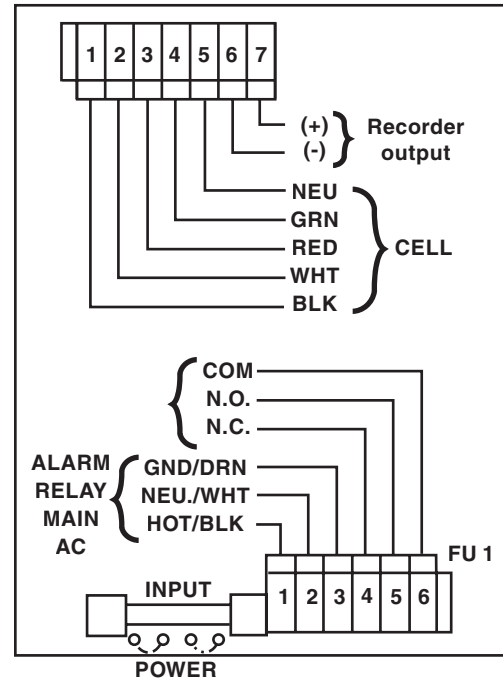 1 2 3 4 5 6 7
(+)
(-)
Recorder
output
NEU
GRN
RED
WHT
BLK
CELL
COM
N.O.
N.C.
ALARM
RELAY
MAIN
AC
GND/DRN
NEU./WHT
HOT/BLK
FU 1
INPUT
1 2 3 4 5 6
POWER